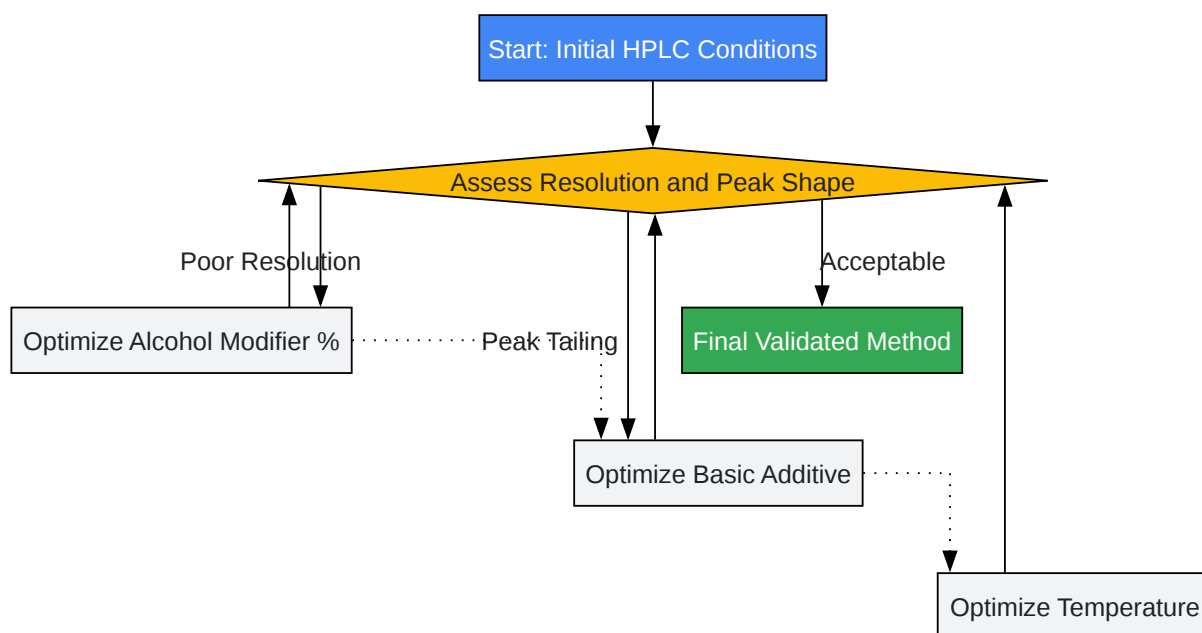 Start: Initial HPLC Conditions
Assess Resolution and Peak Shape
Poor Resolution
Acceptable
Optimize Alcohol Modifier %
Peak Tailing
Final Validated Method
Optimize Basic Additive
Optimize Temperature